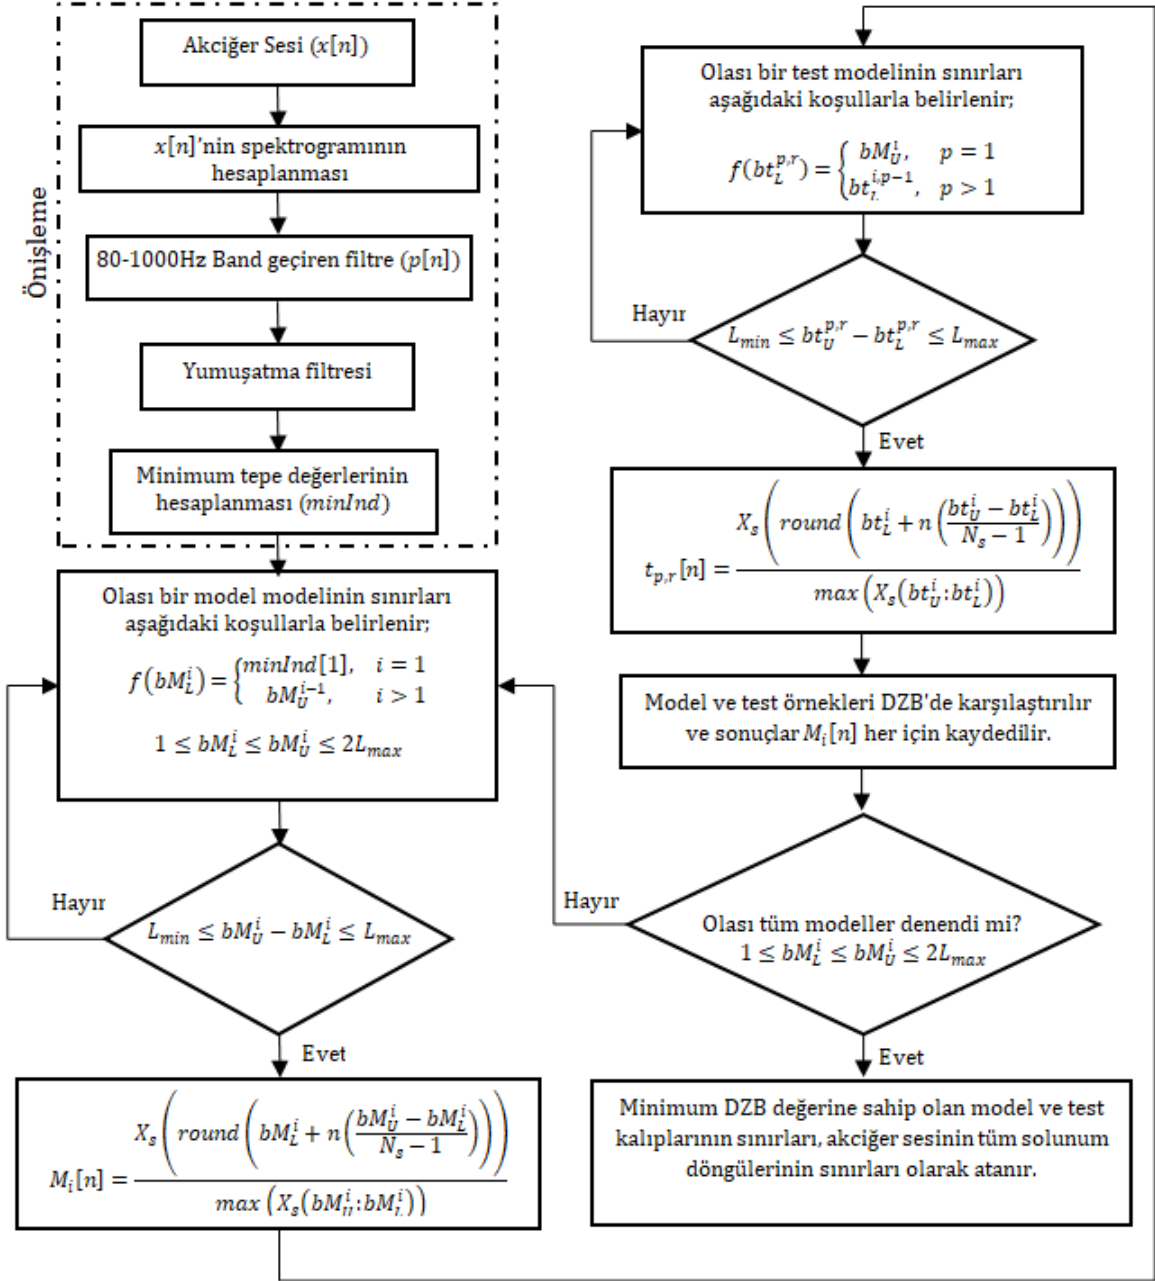 Önişleme
Akciğer Sesi (x[n])
x[n]'nin spektrogramının
hesaplanması
80-1000Hz Band geçiren filtre (p[n])
Yumuşatma filtresi
Minimum tepe değerlerinin
hesaplanması (minInd)
Olası bir model modelinin sınırları
aşağıdaki koşullarla belirlenir;
f(bM_L^i) = { minInd[1], i = 1
bM_U^{i-1}, i > 1
1 ≤ bM_L^i ≤ bM_U^i ≤ 2L_max
Hayır
L_min ≤ bM_U^i − bM_L^i ≤ L_max
Evet
M_i[n] = X_s(round(bM_L^i + n((bM_U^i − bM_L^i)/(N_s − 1)))) / max(X_s(bM_U^i:bM_L^i))
Olası bir test modelinin sınırları
aşağıdaki koşullarla belirlenir;
f(bt_L^{p,r}) = { bM_U^i, p = 1
bt_L^{i,p−1}, p > 1
Hayır
L_min ≤ bt_U^{p,r} − bt_L^{p,r} ≤ L_max
Evet
t_{p,r}[n] = X_s(round(bt_L^i + n((bt_U^i − bt_L^i)/(N_s − 1)))) / max(X_s(bt_U^i:bt_L^i))
Model ve test örnekleri DZB'de karşılaştırılır
ve sonuçlar M_i[n] her için kaydedilir.
Hayır
Olası tüm modeller denendi mi?
1 ≤ bM_L^i ≤ bM_U^i ≤ 2L_max
Evet
Minimum DZB değerine sahip olan model ve test
kalıplarının sınırları, akciğer sesinin tüm solunum
döngülerinin sınırları olarak atanır.